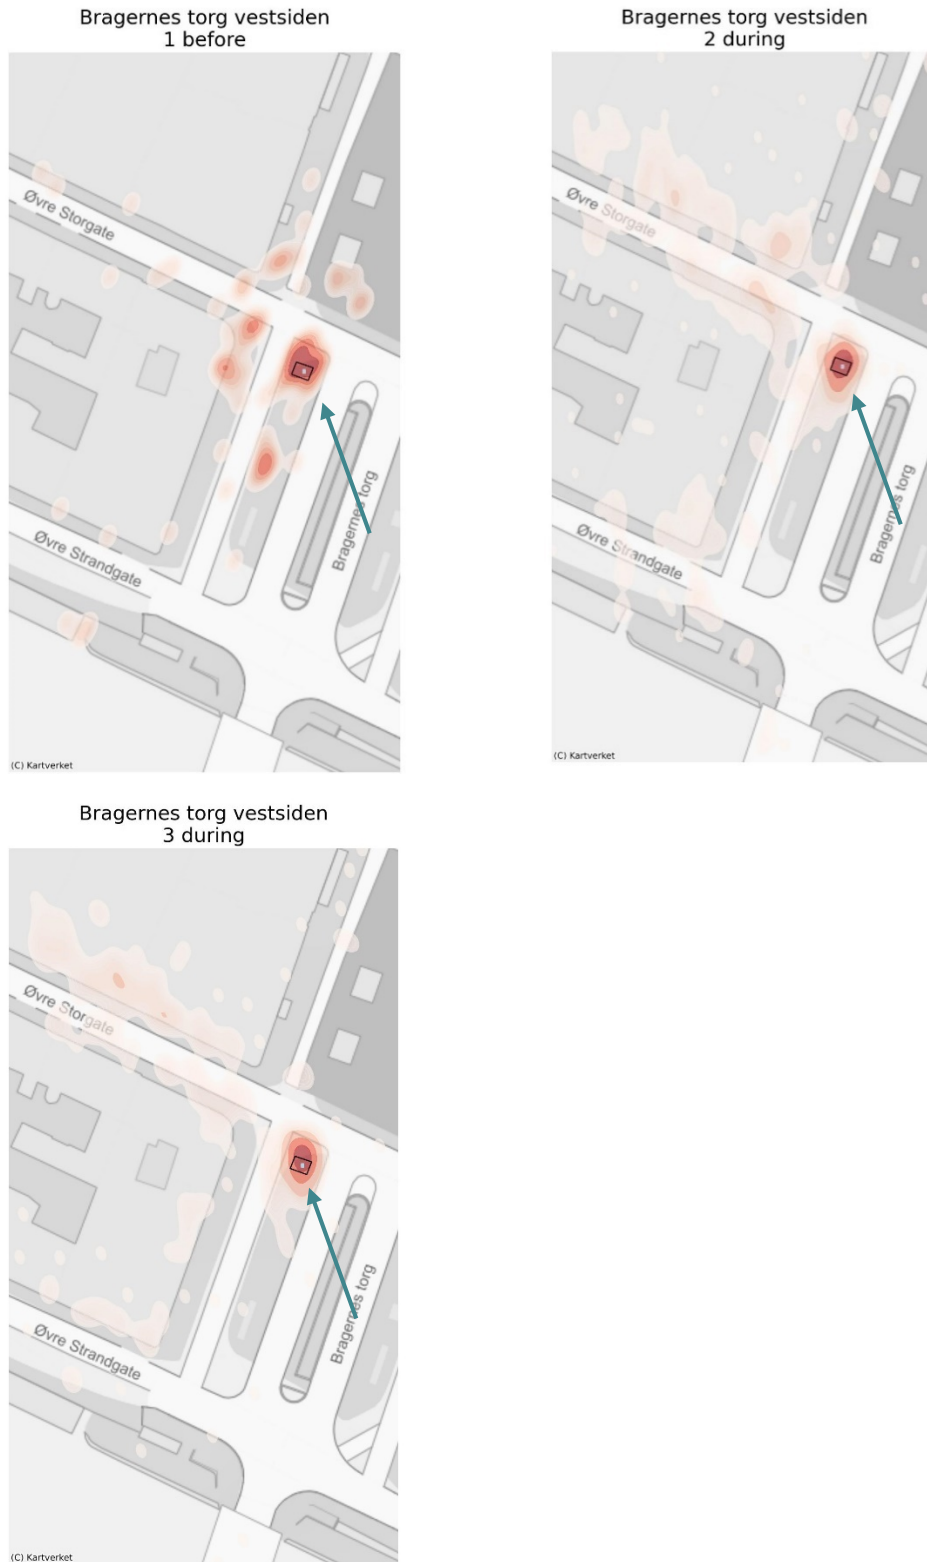 Bragernes torg vestsiden
1 before
Øvre Storgate
Bragernes torg
Øvre Strandgate
(C) Kartverket
Bragernes torg vestsiden
2 during
Øvre Storgate
Bragernes torg
Øvre Strandgate
(C) Kartverket
Bragernes torg vestsiden
3 during
Øvre Storgate
Bragernes torg
Øvre Strandgate
(C) Kartverket